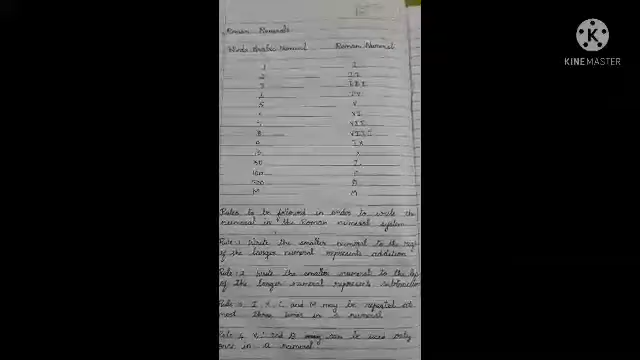 Roman Numerals
Hindu Arabic Numeral Roman Numeral
1 I
2 II
3 III
4 IV
5 V
6 VI
7 VII
8 VIII
9 IX
10 X
50 L
100 C
500 D
M M
Rules to be followed in order to write the
numeral in the Roman numeral system
Rule : 1 Write the smaller numeral to the
of the larger numeral represents addition
Rule : 2 Write the smaller numeral to the
of the larger numeral represents subtraction
Rule 3 I X C and M may be repeated at
most three times in a numeral
Rule 4 V, L and D can be used only
once in a numeral
KINEMASTER